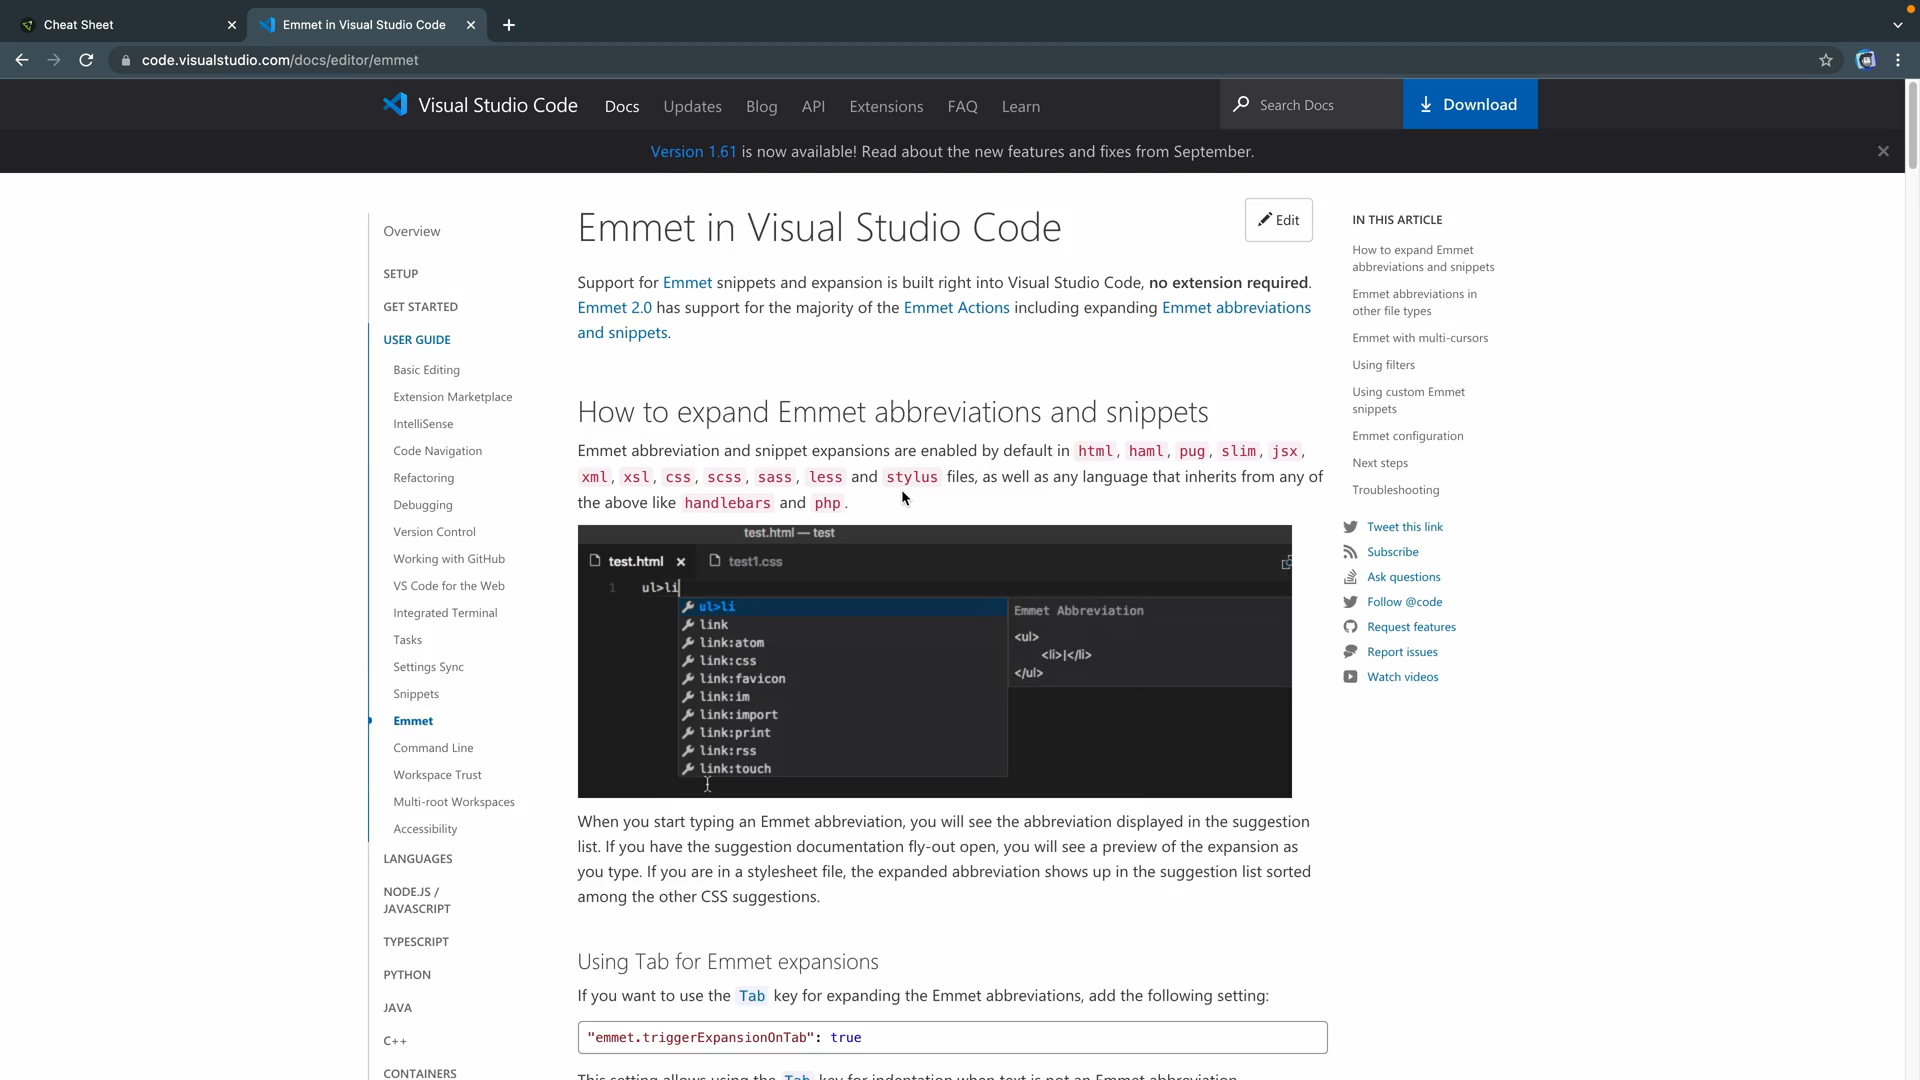 Cheat Sheet
Emmet in Visual Studio Code
code.visualstudio.com/docs/editor/emmet
Visual Studio Code
Docs
Updates
Blog
API
Extensions
FAQ
Learn
Search Docs
Download
Version 1.61 is now available! Read about the new features and fixes from September.
Overview
SETUP
GET STARTED
USER GUIDE
Basic Editing
Extension Marketplace
IntelliSense
Code Navigation
Refactoring
Debugging
Version Control
Working with GitHub
VS Code for the Web
Integrated Terminal
Tasks
Settings Sync
Snippets
Emmet
Command Line
Workspace Trust
Multi-root Workspaces
Accessibility
LANGUAGES
NODE.JS /
JAVASCRIPT
TYPESCRIPT
PYTHON
JAVA
C++
CONTAINERS
Emmet in Visual Studio Code
Edit
Support for Emmet snippets and expansion is built right into Visual Studio Code, no extension required.
Emmet 2.0 has support for the majority of the Emmet Actions including expanding Emmet abbreviations
and snippets.
How to expand Emmet abbreviations and snippets
Emmet abbreviation and snippet expansions are enabled by default in html, haml, pug, slim, jsx,
xml, xsl, css, scss, sass, less and stylus files, as well as any language that inherits from any of
the above like handlebars and php.
test.html — test
test.html
test1.css
1 ul>li
ul>li
link
link:atom
link:css
link:favicon
link:im
link:import
link:print
link:rss
link:touch
Emmet Abbreviation
<ul>
<li>|</li>
</ul>
When you start typing an Emmet abbreviation, you will see the abbreviation displayed in the suggestion
list. If you have the suggestion documentation fly-out open, you will see a preview of the expansion as
you type. If you are in a stylesheet file, the expanded abbreviation shows up in the suggestion list sorted
among the other CSS suggestions.
Using Tab for Emmet expansions
If you want to use the Tab key for expanding the Emmet abbreviations, add the following setting:
"emmet.triggerExpansionOnTab": true
This setting allows using the Tab key for indentation when text is not an Emmet abbreviation.
IN THIS ARTICLE
How to expand Emmet
abbreviations and snippets
Emmet abbreviations in
other file types
Emmet with multi-cursors
Using filters
Using custom Emmet
snippets
Emmet configuration
Next steps
Troubleshooting
Tweet this link
Subscribe
Ask questions
Follow @code
Request features
Report issues
Watch videos